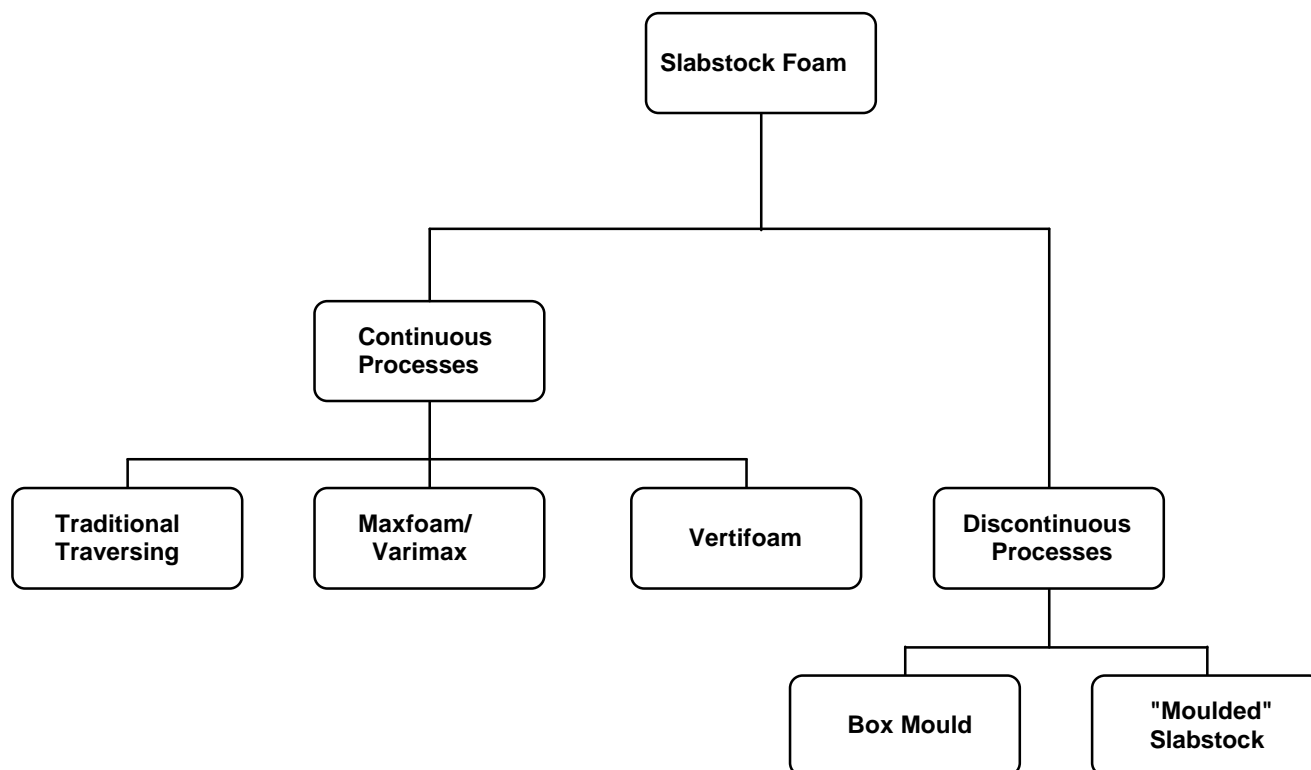 Slabstock Foam
Continuous
Processes
Traditional
Traversing
Maxfoam/
Varimax
Vertifoam
Discontinuous
Processes
Box Mould
"Moulded"
Slabstock